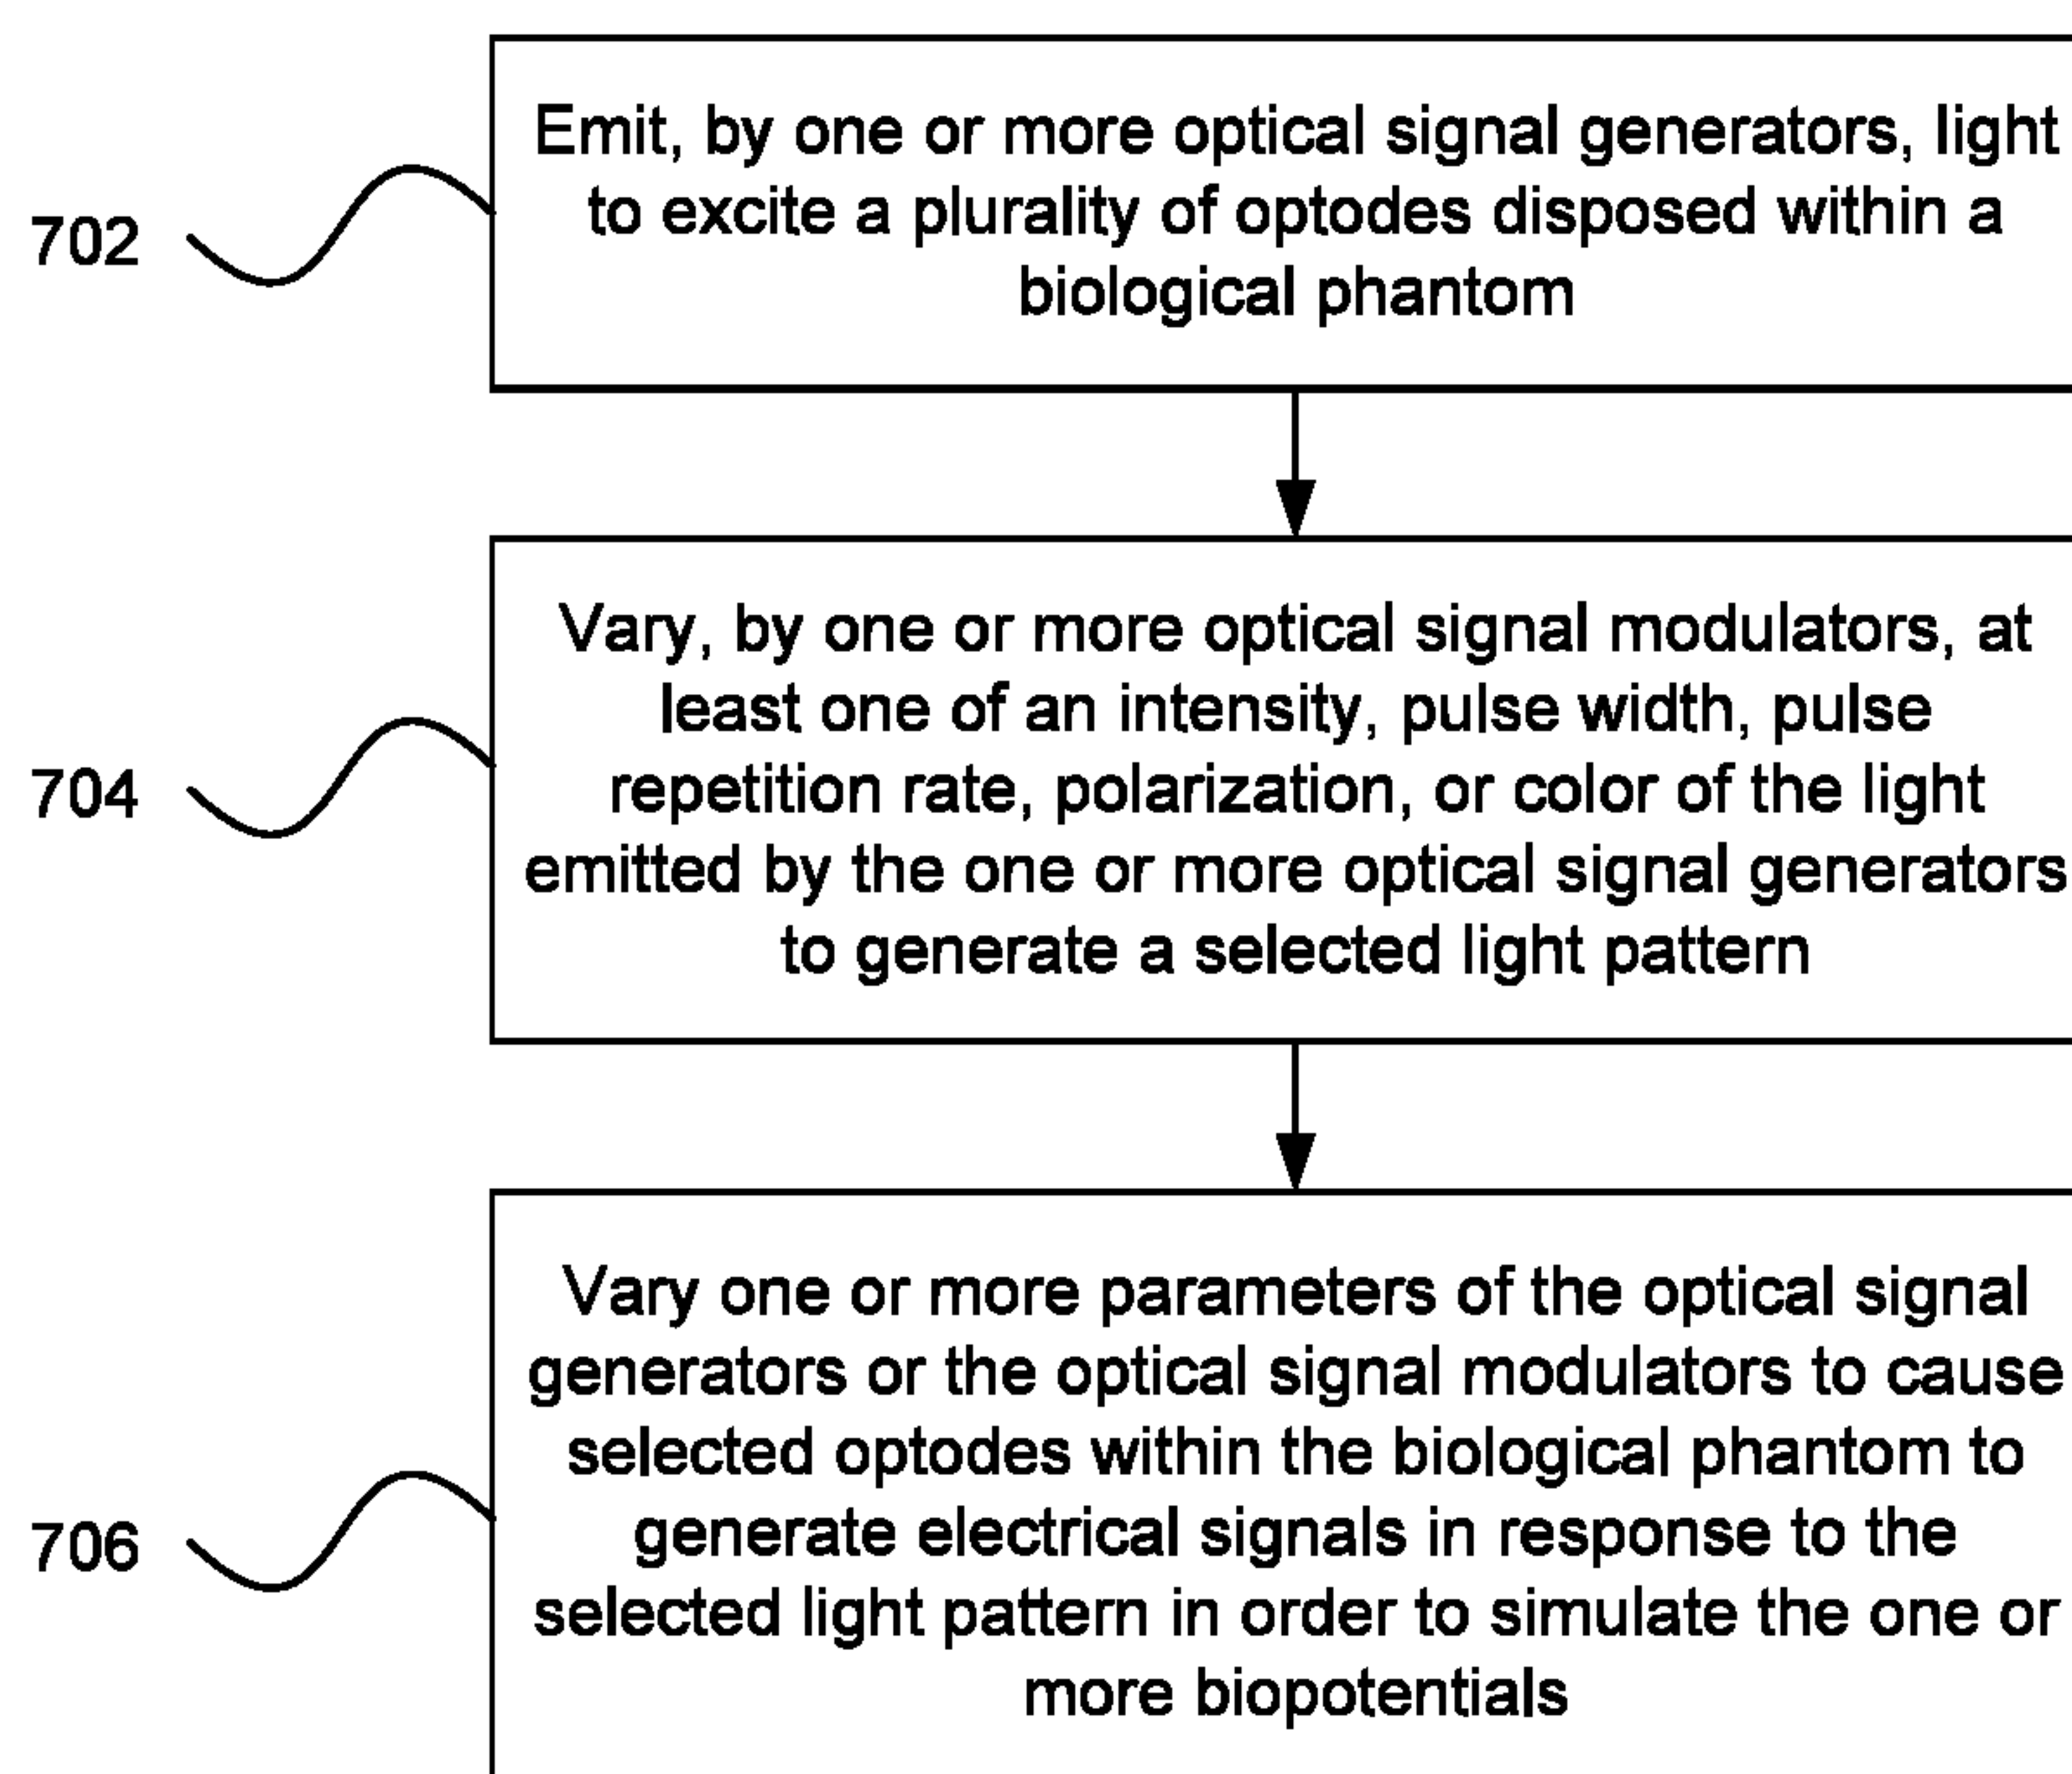 702
Emit, by one or more optical signal generators, light
to excite a plurality of optodes disposed within a
biological phantom
704
Vary, by one or more optical signal modulators, at
least one of an intensity, pulse width, pulse
repetition rate, polarization, or color of the light
emitted by the one or more optical signal generators
to generate a selected light pattern
706
Vary one or more parameters of the optical signal
generators or the optical signal modulators to cause
selected optodes within the biological phantom to
generate electrical signals in response to the
selected light pattern in order to simulate the one or
more biopotentials